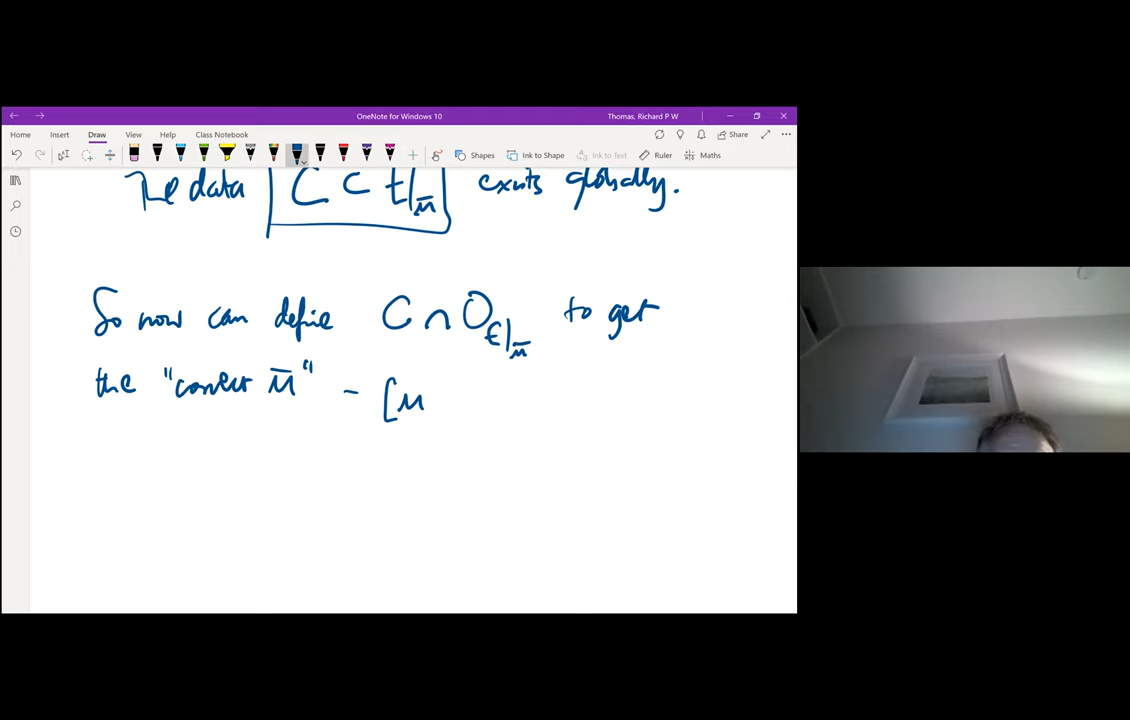 OneNote for Windows 10
Thomas, Richard P W
Home Insert Draw View Help Class Notebook
Share
Shapes Ink to Shape Ink to Text Ruler Maths
The data C ⊂ E|_M̄ exists globally.
So now can define C ∩ O_{E|_M̄} to get
the "correct M̄" - [M